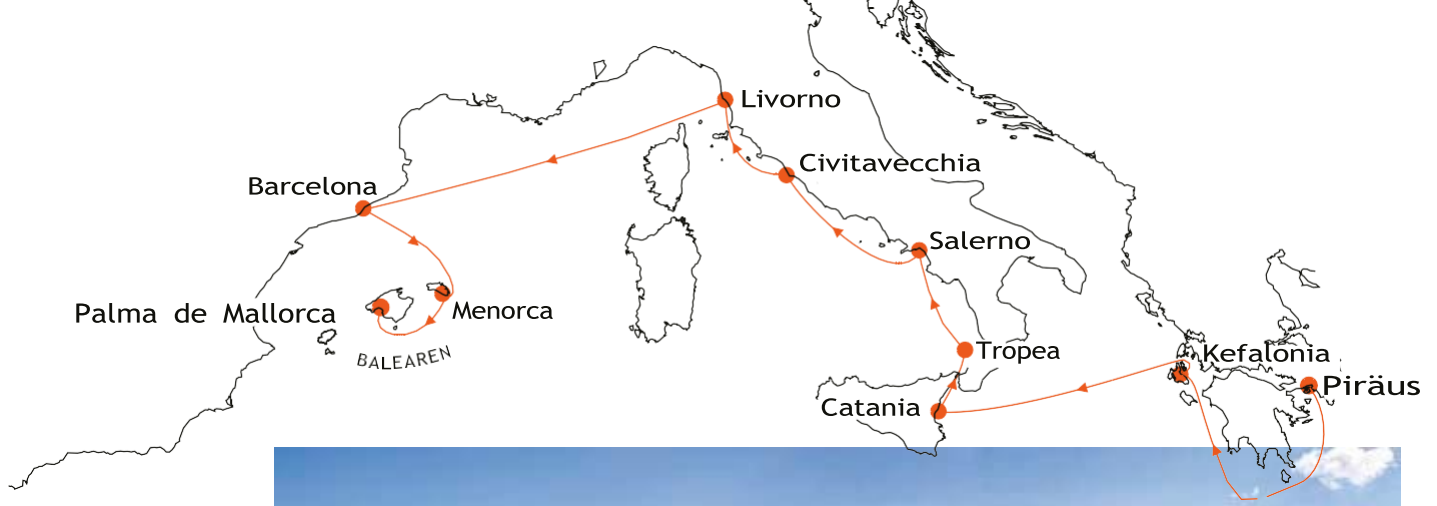 Livorno
Civitavecchia
Barcelona
Salerno
Palma de Mallorca
Menorca
BALEAREN
Tropea
Kefalonia
Piräus
Catania